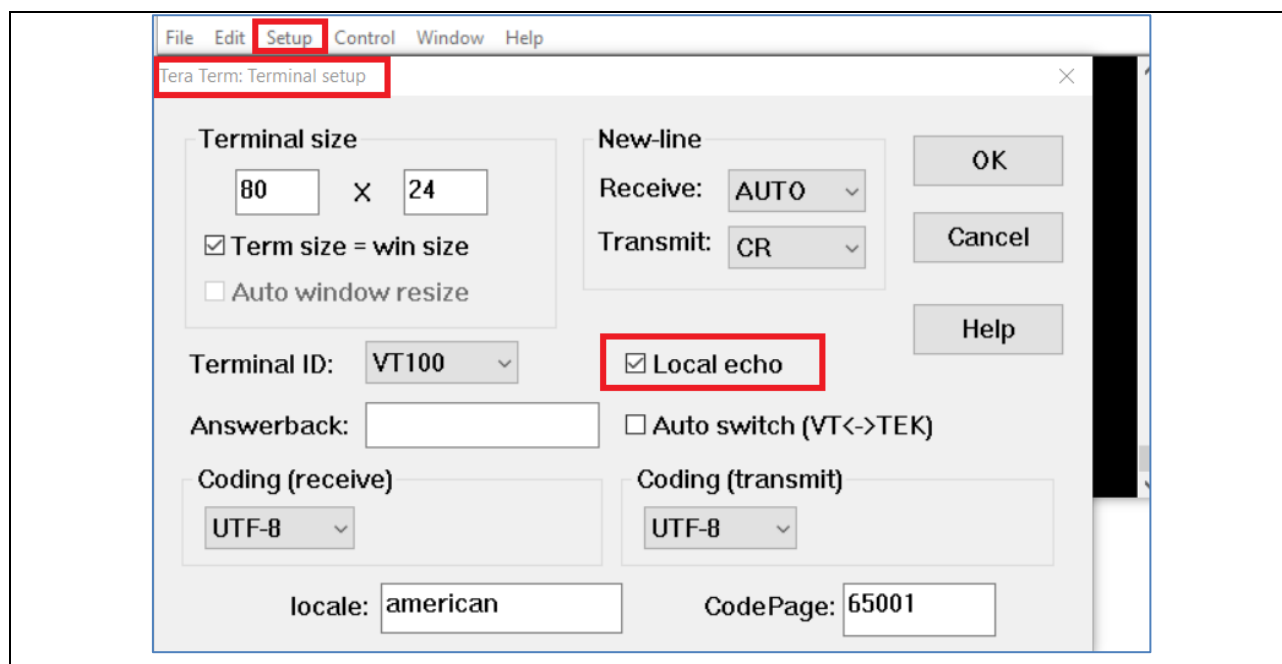 File Edit Setup Control Window Help
Tera Term: Terminal setup
Terminal size
80 X 24
Term size = win size
Auto window resize
New-line
Receive: AUTO
Transmit: CR
OK
Cancel
Help
Terminal ID: VT100
Local echo
Answerback:
Auto switch (VT<->TEK)
Coding (receive)
UTF-8
Coding (transmit)
UTF-8
locale: american
CodePage: 65001